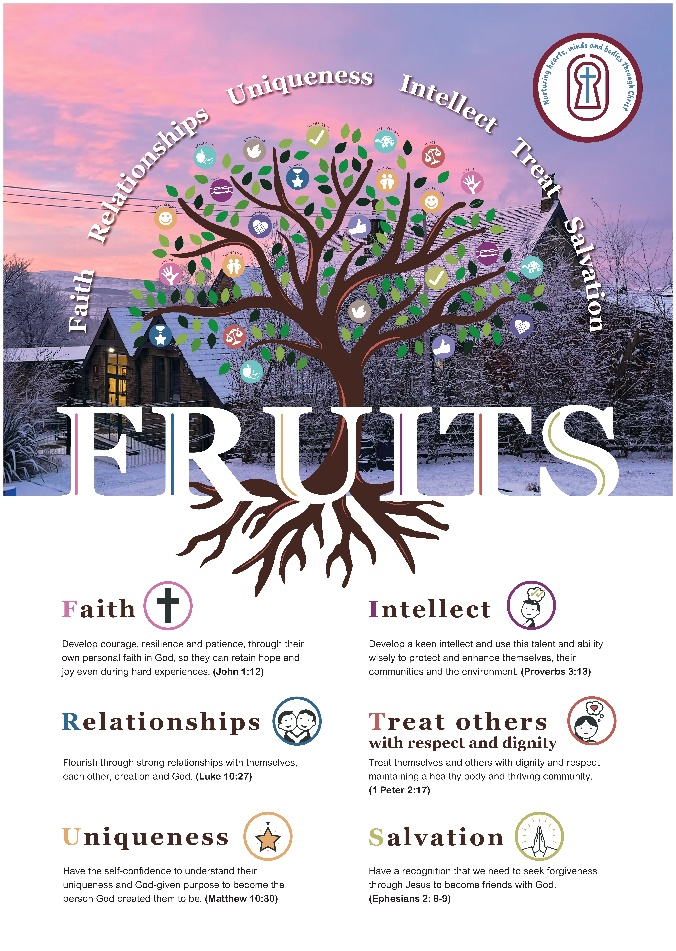 Nurturing hearts, minds and bodies through Christ
Faith Relationships Uniqueness Intellect Treat Salvation
FRUITS
Faith
Develop courage, resilience and patience, through their
own personal faith in God, so they can retain hope and
joy even during hard experiences. (John 1:12)
Relationships
Flourish through strong relationships with themselves,
each other, creation and God. (Luke 10:27)
Uniqueness
Have the self-confidence to understand their
uniqueness and God-given purpose to become the
person God created them to be. (Matthew 10:30)
Intellect
Develop a keen intellect and use this talent and ability
wisely to protect and enhance themselves, their
communities and the environment. (Proverbs 3:13)
Treat others
with respect and dignity
Treat themselves and others with dignity and respect
maintaining a healthy body and thriving community.
(1 Peter 2:17)
Salvation
Have a recognition that we need to seek forgiveness
through Jesus to become friends with God.
(Ephesians 2: 8-9)